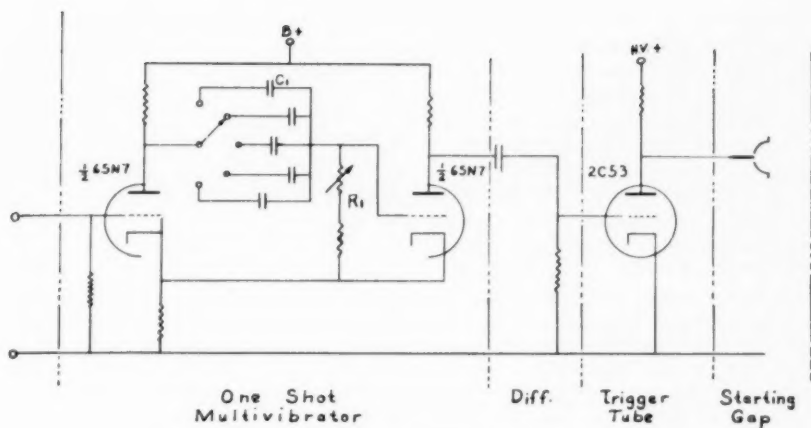 B+
HV.+
C1
½ 6SN7
½ 6SN7
2C53
R1
One Shot
Multivibrator
Diff.
Trigger
Tube
Starting
Gap